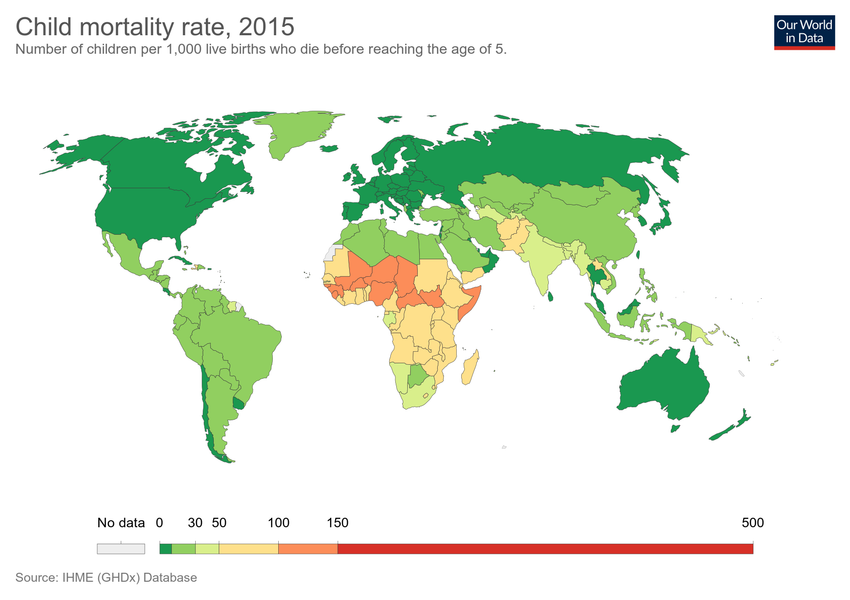 Child mortality rate, 2015
Number of children per 1,000 live births who die before reaching the age of 5.
Our World
in Data
No data 0 30 50 100 150 500
Source: IHME (GHDx) Database